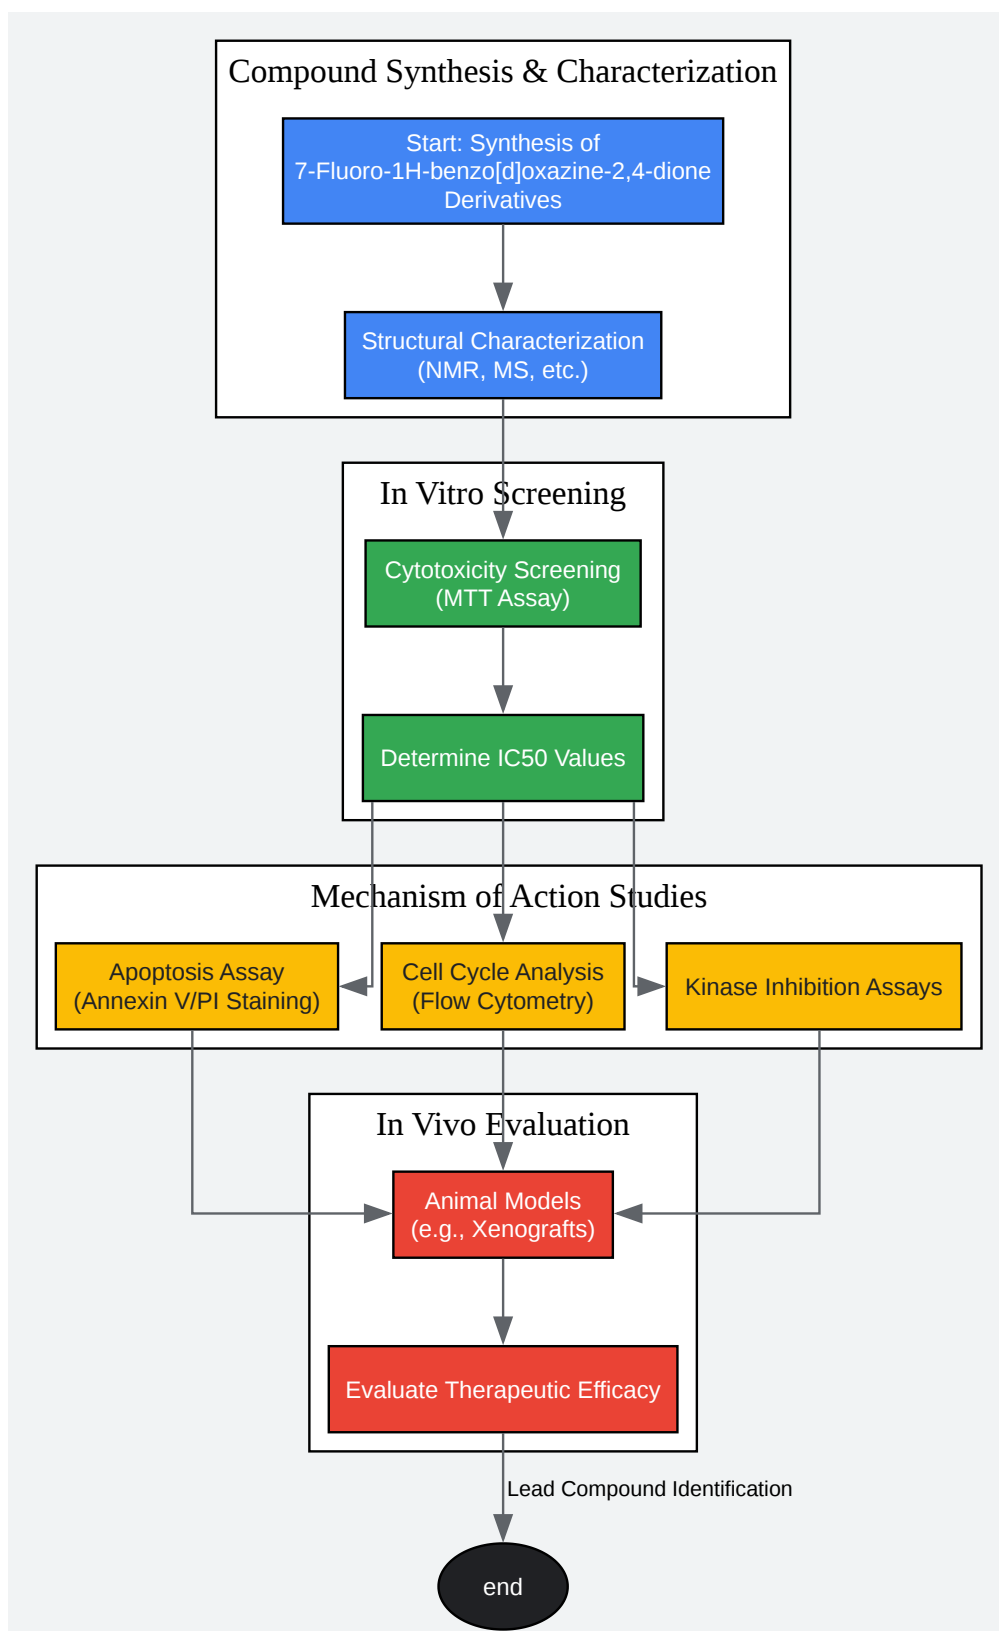 Compound Synthesis & Characterization
Start: Synthesis of
7-Fluoro-1H-benzo[d]oxazine-2,4-dione
Derivatives
Structural Characterization
(NMR, MS, etc.)
In Vitro Screening
Cytotoxicity Screening
(MTT Assay)
Determine IC50 Values
Mechanism of Action Studies
Apoptosis Assay
(Annexin V/PI Staining)
Cell Cycle Analysis
(Flow Cytometry)
Kinase Inhibition Assays
In Vivo Evaluation
Animal Models
(e.g., Xenografts)
Evaluate Therapeutic Efficacy
Lead Compound Identification
end